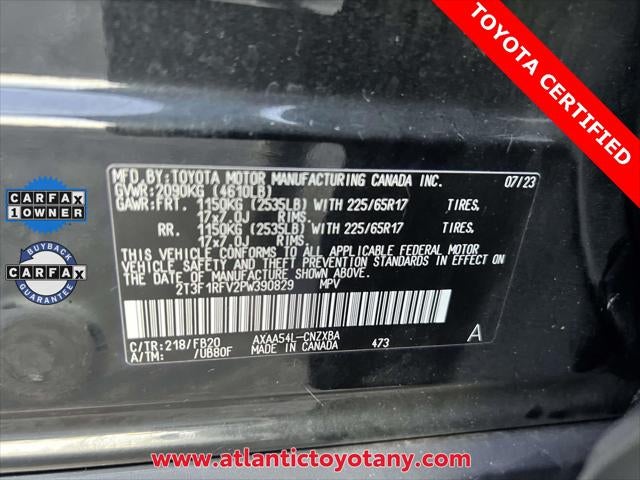 TOYOTA CERTIFIED
MFD.BY:TOYOTA MOTOR MANUFACTURING CANADA INC. 07/23
GVWR:2090KG (4610LB)
GAWR:FRT. 1150KG (2535LB) WITH 225/65R17 TIRES.
17x7.0J RIMS.
RR. 1150KG (2535LB) WITH 225/65R17 TIRES.
17x7.0J RIMS.
THIS VEHICLE CONFORMS TO ALL APPLICABLE FEDERAL MOTOR
VEHICLE SAFETY AND THEFT PREVENTION STANDARDS IN EFFECT ON
THE DATE OF MANUFACTURE SHOWN ABOVE.
2T3F1RFV2PW390829 MPV
C/TR:218/FB20 AXAA54L-CNZXBA A
A/TM: /UB80F MADE IN CANADA 473
CARFAX
1 OWNER
BUYBACK
CARFAX
GUARANTEE
www.atlantictoyotany.com